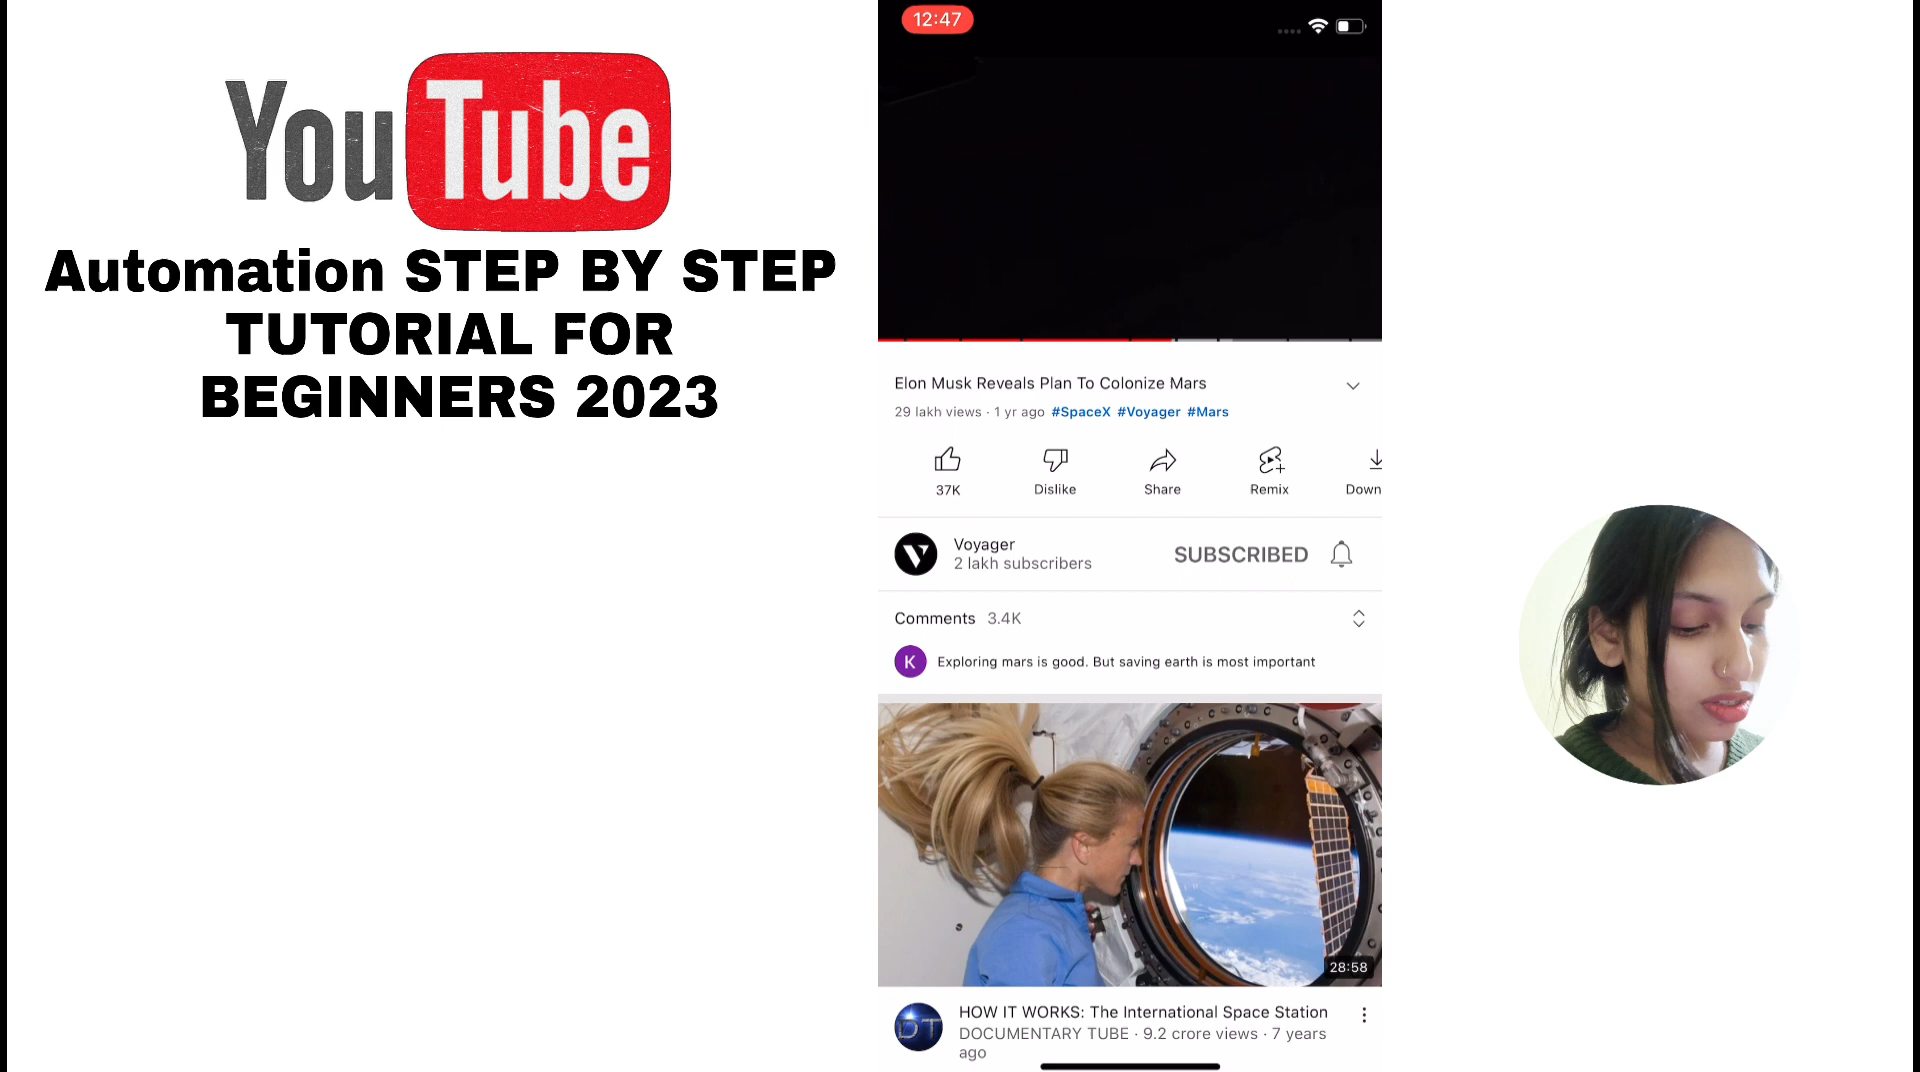 YouTube
Automation STEP BY STEP
TUTORIAL FOR
BEGINNERS 2023
12:47
Elon Musk Reveals Plan To Colonize Mars
29 lakh views · 1 yr ago #SpaceX #Voyager #Mars
37K
Dislike
Share
Remix
Down
Voyager
2 lakh subscribers
SUBSCRIBED
Comments 3.4K
K
Exploring mars is good. But saving earth is most important
28:58
DT
HOW IT WORKS: The International Space Station
DOCUMENTARY TUBE · 9.2 crore views · 7 years
ago